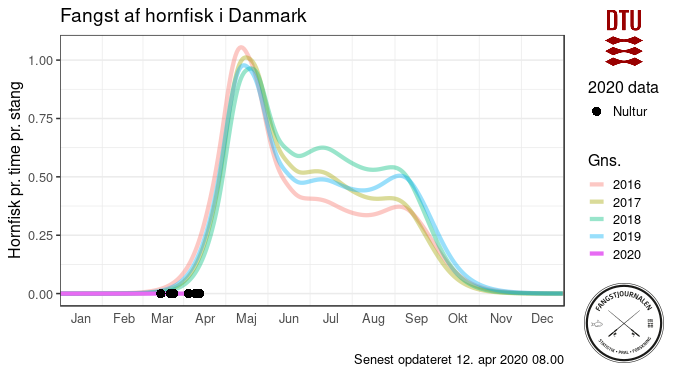 Fangst af hornfisk i Danmark
Hornfisk pr. time pr. stang
1.00
0.75
0.50
0.25
0.00
Jan Feb Mar Apr Maj Jun Jul Aug Sep Okt Nov Dec
Senest opdateret 12. apr 2020 08.00
DTU
2020 data
Nultur
Gns.
2016
2017
2018
2019
2020
FANGSTJOURNALEN